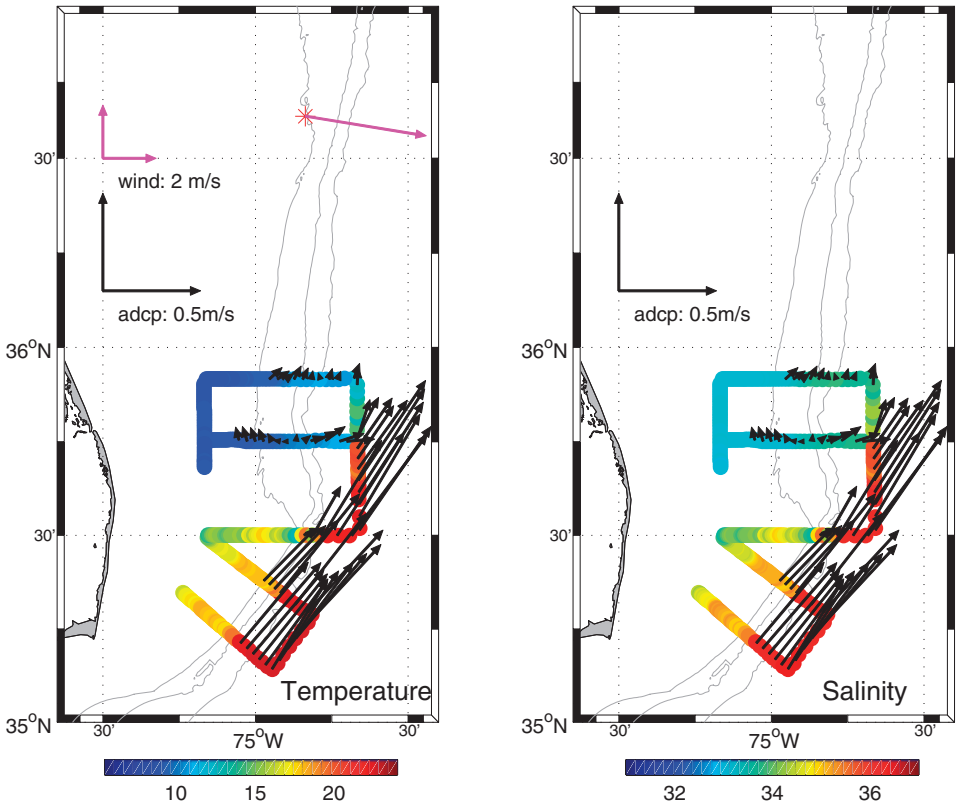 30'
wind: 2 m/s
adcp: 0.5m/s
36°N
30'
Temperature
35°N
30'
75°W
30'
10
15
20
30'
adcp: 0.5m/s
36°N
30'
Salinity
35°N
30'
75°W
30'
32
34
36